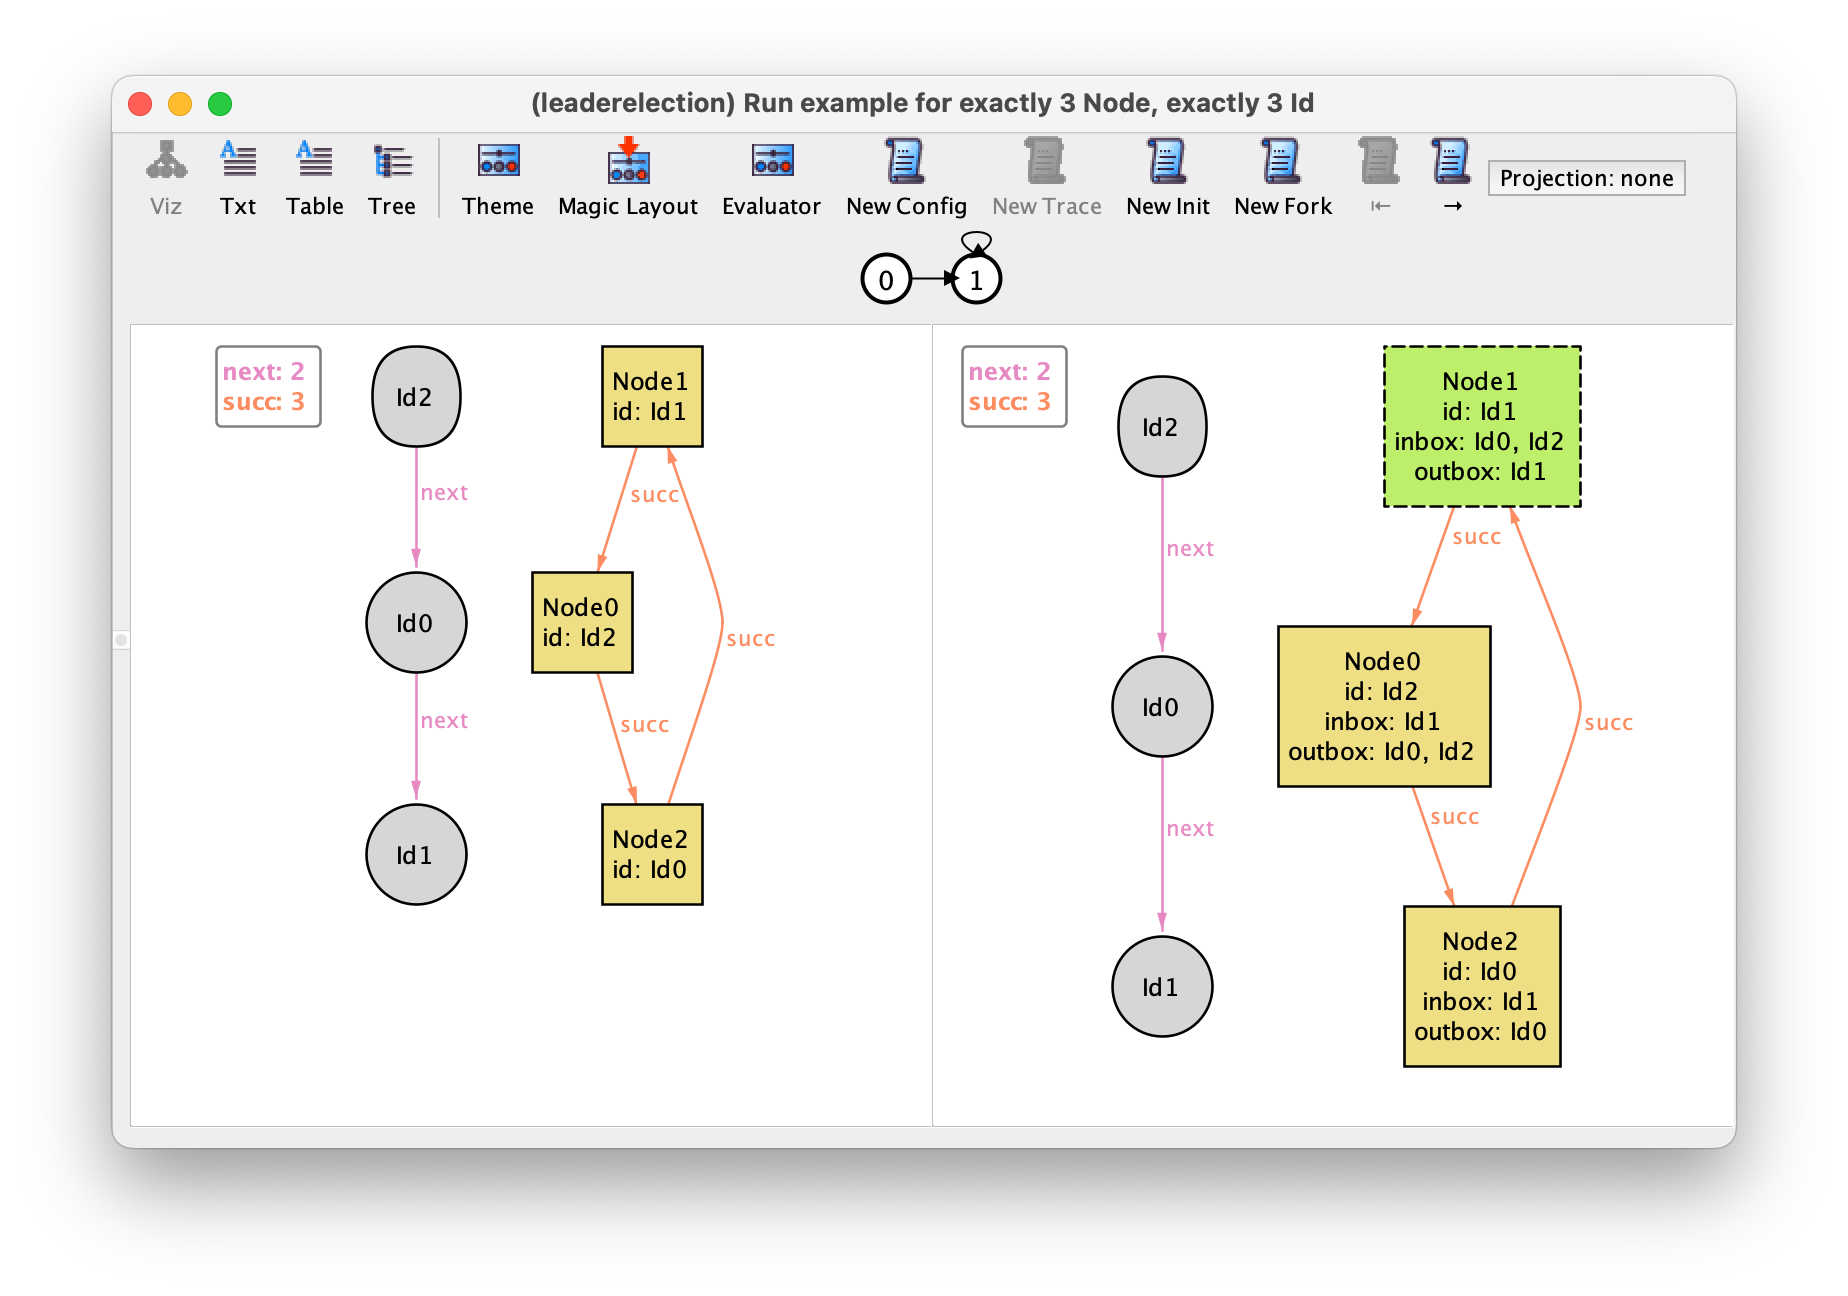 (leaderelection) Run example for exactly 3 Node, exactly 3 Id
Viz Txt Table Tree Theme Magic Layout Evaluator New Config New Trace New Init New Fork ⇤ → Projection: none
0 1
next: 2
succ: 3
Id2
next
Id0
next
Id1
Node1
id: Id1
succ
Node0
id: Id2
succ
succ
Node2
id: Id0
next: 2
succ: 3
Id2
next
Id0
next
Id1
Node1
id: Id1
inbox: Id0, Id2
outbox: Id1
succ
Node0
id: Id2
inbox: Id1
outbox: Id0, Id2
succ
succ
Node2
id: Id0
inbox: Id1
outbox: Id0